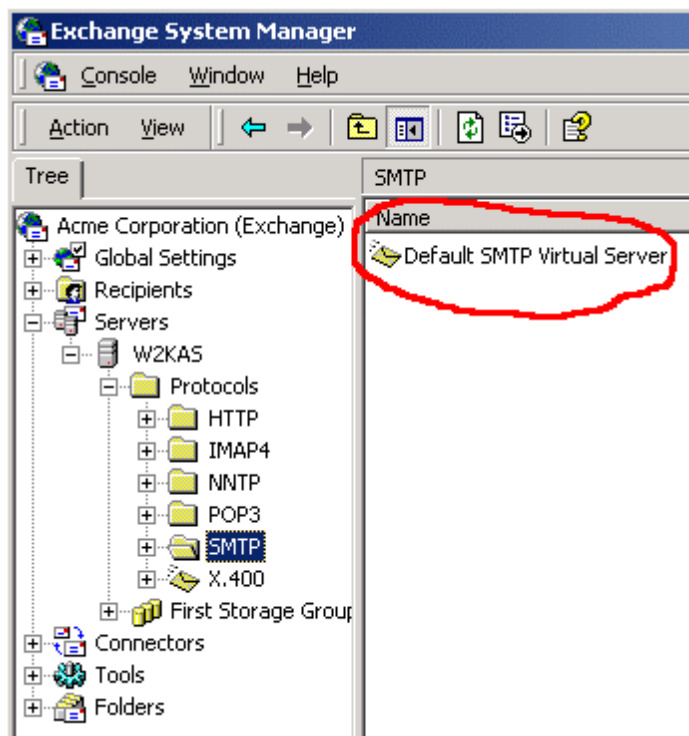 Exchange System Manager
Console Window Help
Action View
Tree
SMTP
Name
Acme Corporation (Exchange)
Default SMTP Virtual Server
Global Settings
Recipients
Servers
W2KAS
Protocols
HTTP
IMAP4
NNTP
POP3
SMTP
X.400
First Storage Group
Connectors
Tools
Folders